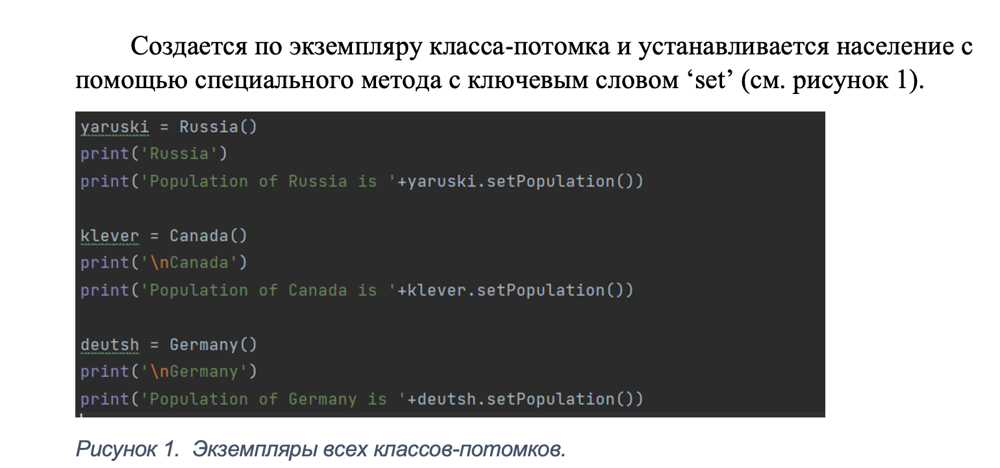 Создается по экземпляру класса-потомка и устанавливается население с
помощью специального метода с ключевым словом ‘set’ (см. рисунок 1).
yaruski = Russia()
print('Russia')
print('Population of Russia is '+yaruski.setPopulation())
klever = Canada()
print('\nCanada')
print('Population of Canada is '+klever.setPopulation())
deutsh = Germany()
print('\nGermany')
print('Population of Germany is '+deutsh.setPopulation())
Рисунок 1.  Экземпляры всех классов-потомков.